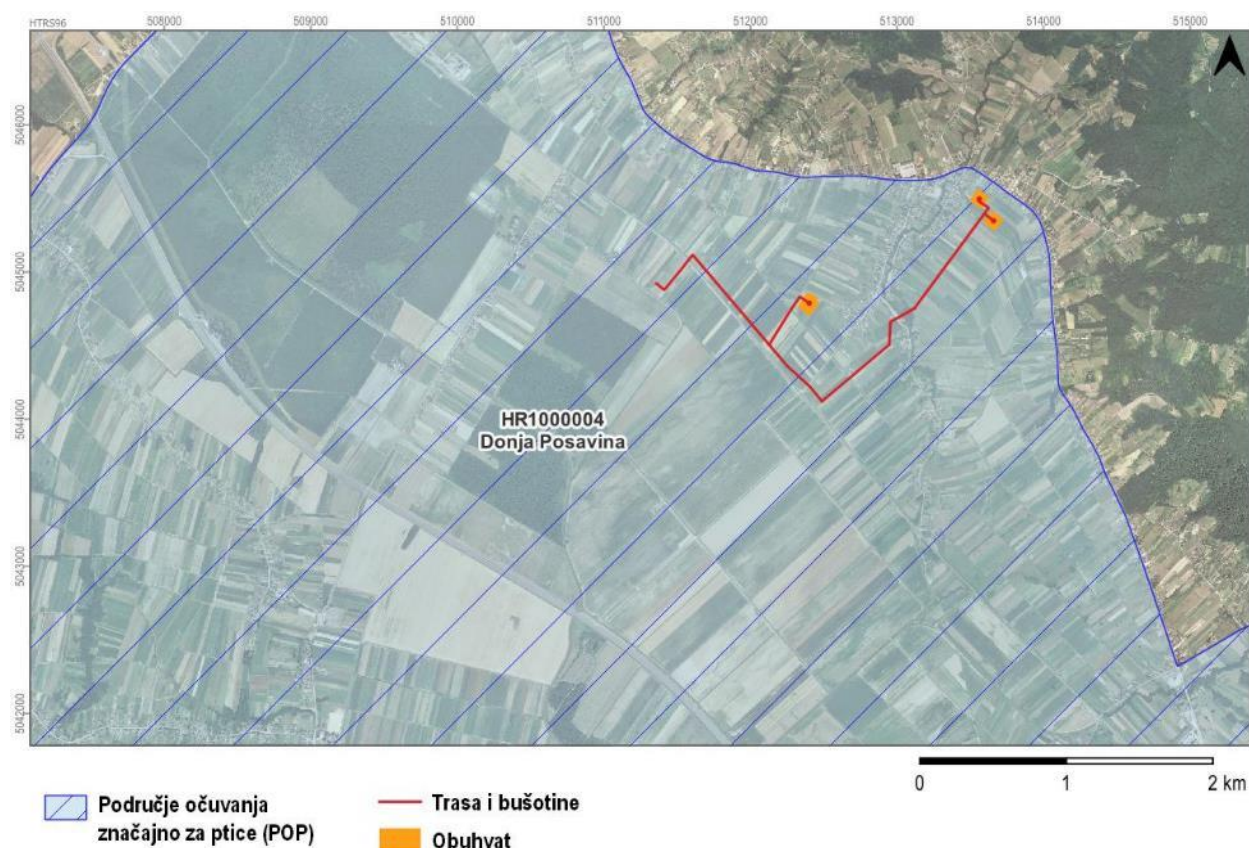 HTRS96
508000
509000
510000
511000
512000
513000
514000
515000
5046000
5045000
5044000
5043000
5042000
HR1000004
Donja Posavina
0 1 2 km
Područje očuvanja
značajno za ptice (POP)
Trasa i bušotine
Obuhvat